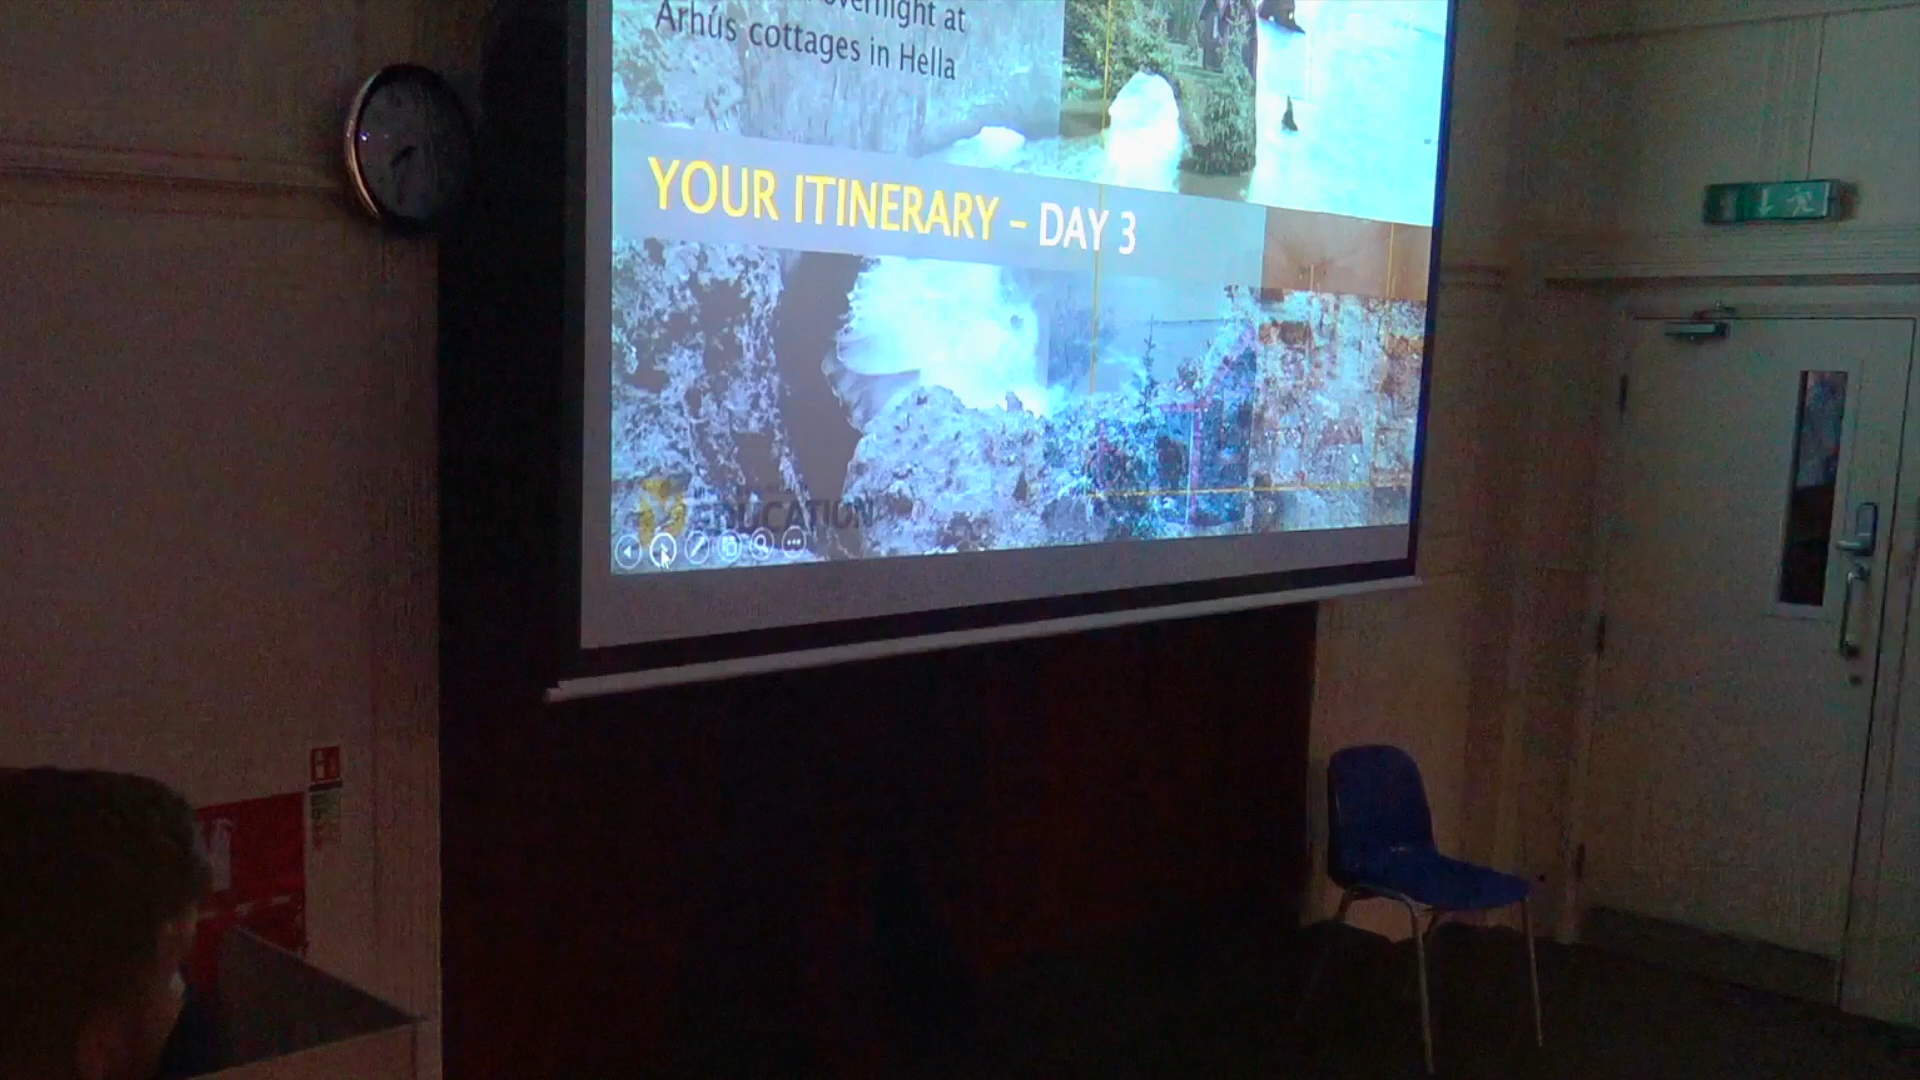 overnight at
Arhús cottages in Hella
YOUR ITINERARY – DAY 3
EDUCATION